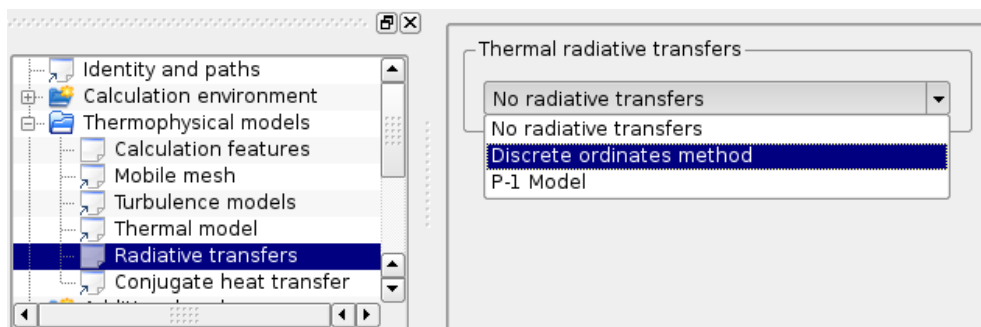 Identity and paths
Calculation environment
Thermophysical models
Calculation features
Mobile mesh
Turbulence models
Thermal model
Radiative transfers
Conjugate heat transfer
Thermal radiative transfers
No radiative transfers
No radiative transfers
Discrete ordinates method
P-1 Model